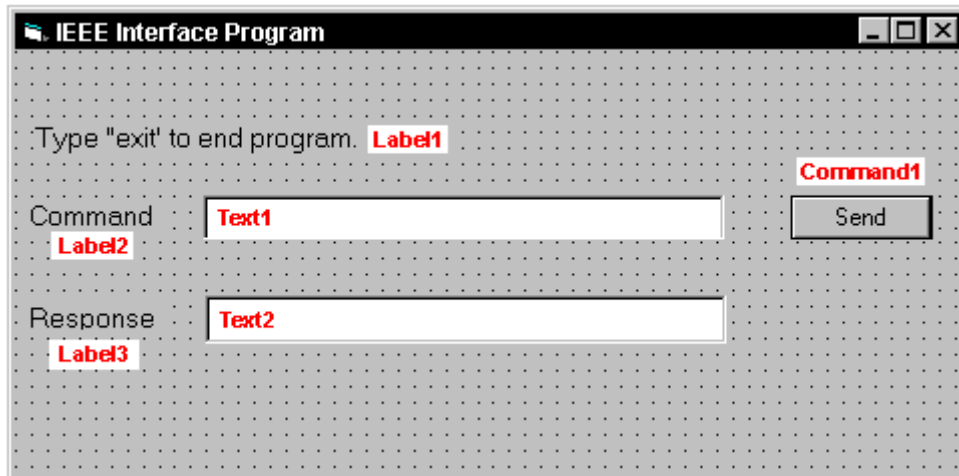 IEEE Interface Program
Type "exit' to end program. Label1
Command1
Command Text1 Send
Label2
Response Text2
Label3